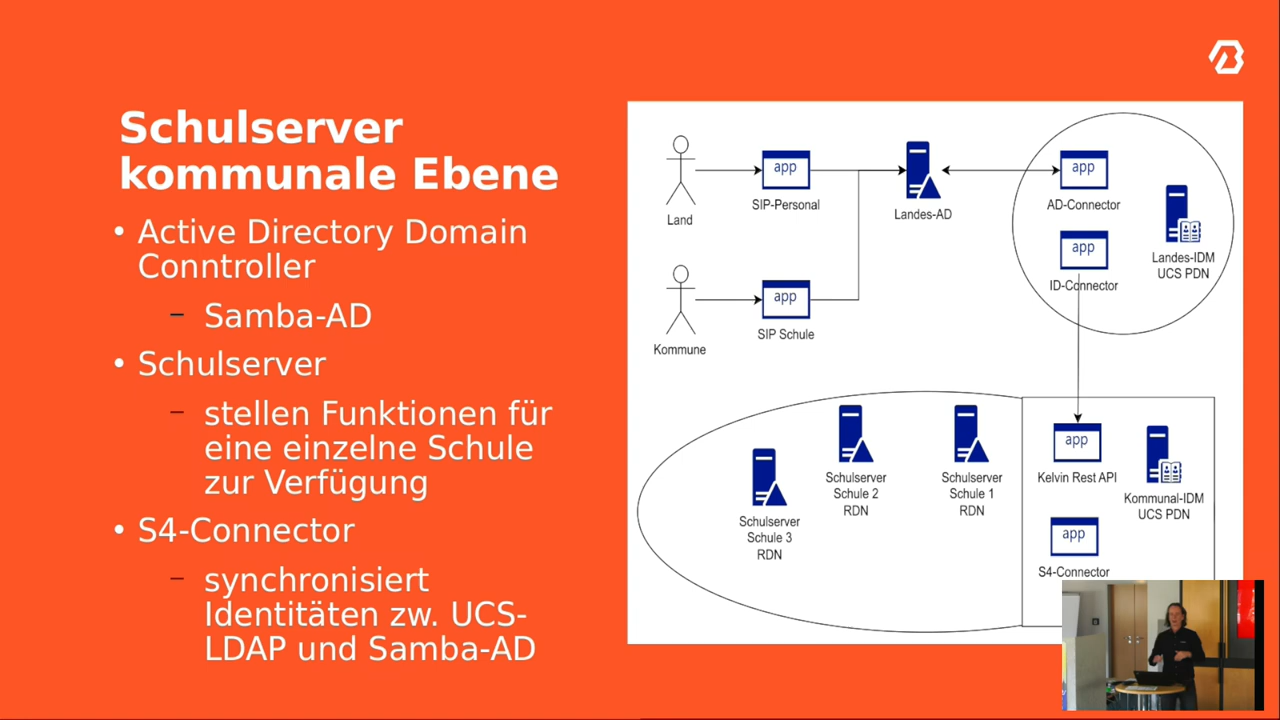 Schulserver
kommunale Ebene
• Active Directory Domain
Conntroller
– Samba-AD
• Schulserver
– stellen Funktionen für
eine einzelne Schule
zur Verfügung
• S4-Connector
– synchronisiert
Identitäten zw. UCS-
LDAP und Samba-AD
Land
app
SIP-Personal
Landes-AD
app
AD-Connector
app
ID-Connector
Landes-IDM
UCS PDN
Kommune
app
SIP Schule
Schulserver
Schule 3
RDN
Schulserver
Schule 2
RDN
Schulserver
Schule 1
RDN
app
Kelvin Rest API
Kommunal-IDM
UCS PDN
app
S4-Connector